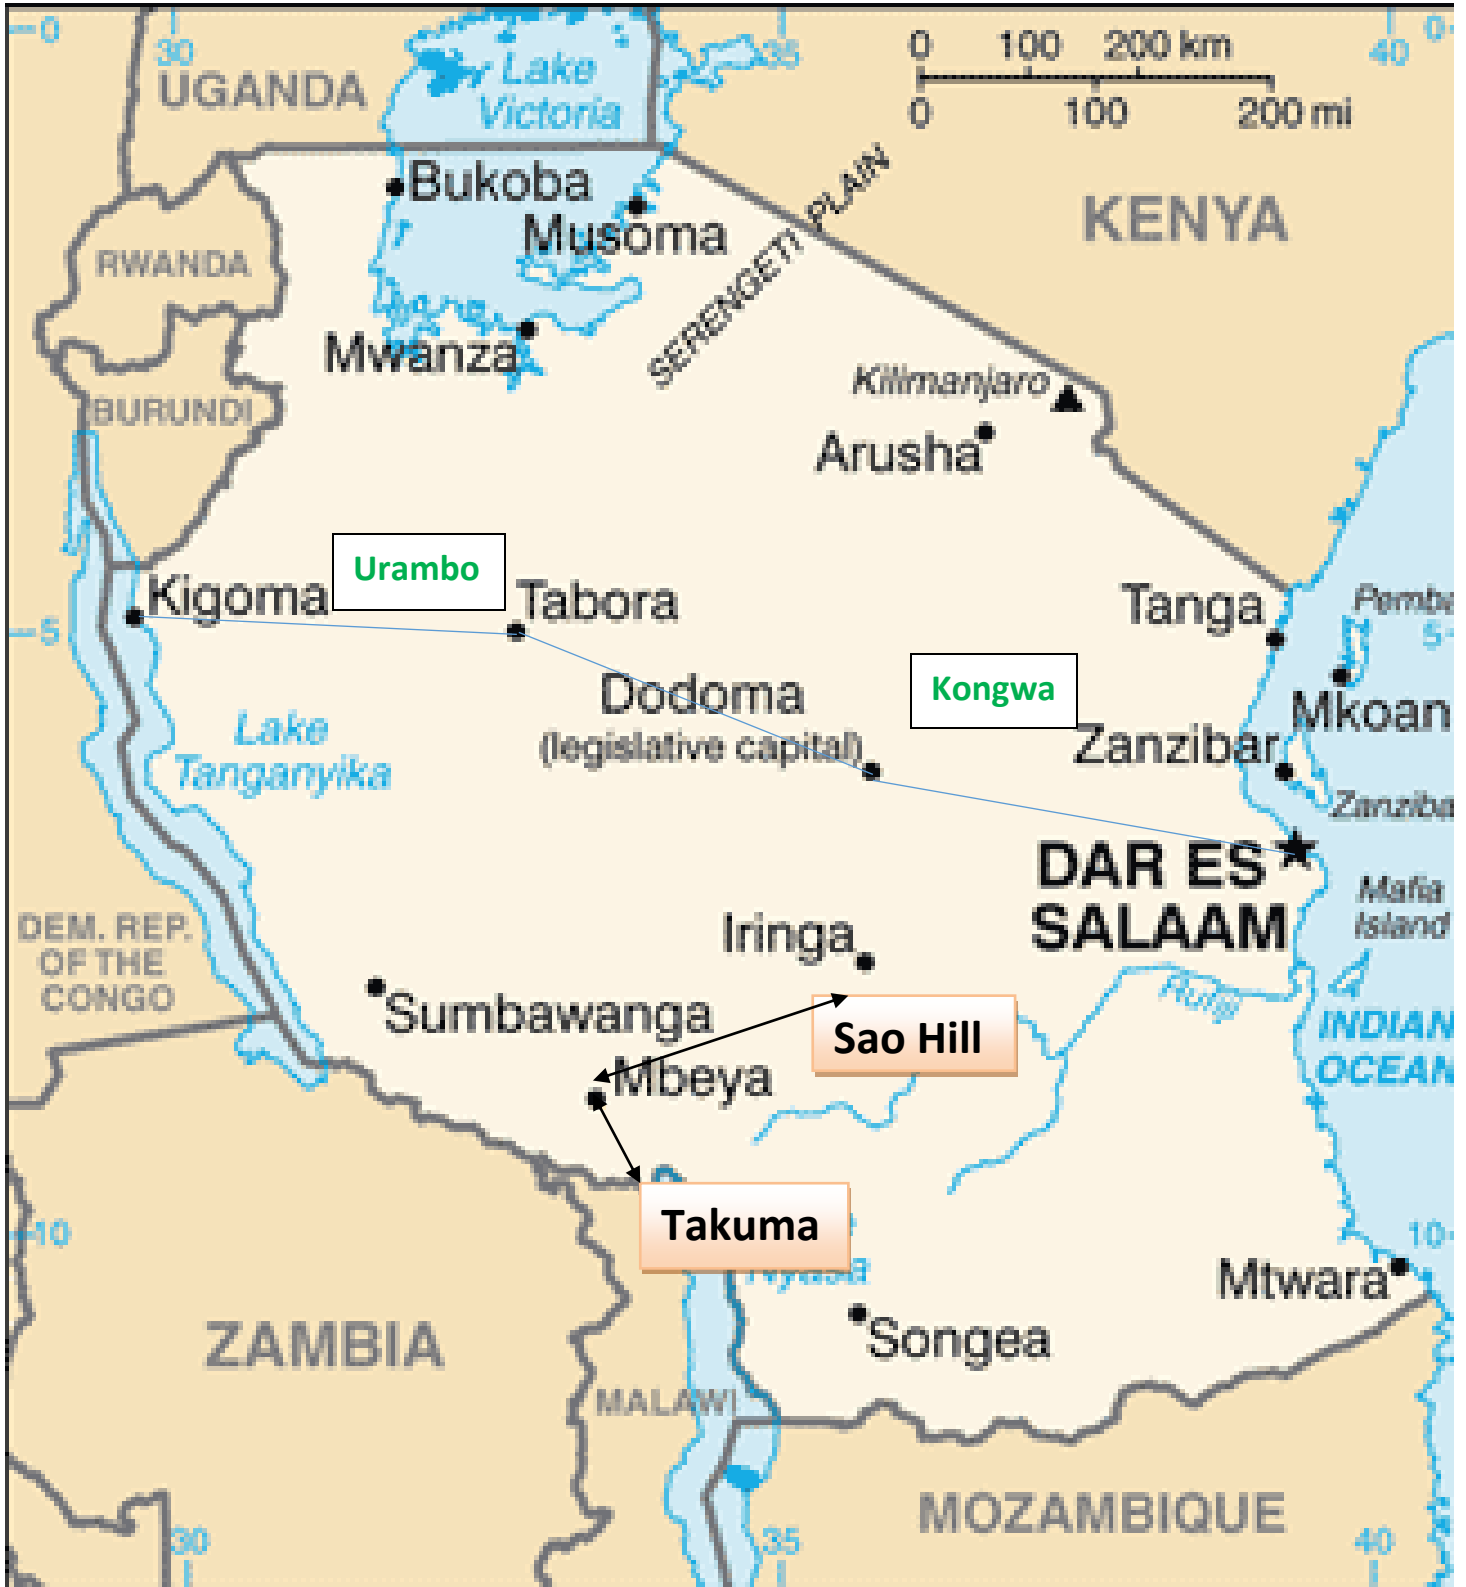 0
30
35
40
0
0 100 200 km
0 100 200 mi
UGANDA
Lake
Victoria
Bukoba
Musoma
SERENGETI PLAIN
KENYA
RWANDA
Mwanza
Kilimanjaro
BURUNDI
Arusha
Urambo
Kigoma
Tabora
Tanga
Pemba
5
5
Dodoma
(legislative capital)
Kongwa
Mkoan
Lake
Tanganyika
Zanzibar
Zanziba
DAR ES
SALAAM
Mafia
Island
DEM. REP.
OF THE
CONGO
Iringa
Sumbawanga
Rufiji
Sao Hill
INDIAN
OCEAN
Mbeya
Takuma
10
10
Nyasa
Mtwara
ZAMBIA
Songea
MALAWI
MOZAMBIQUE
30
35
40